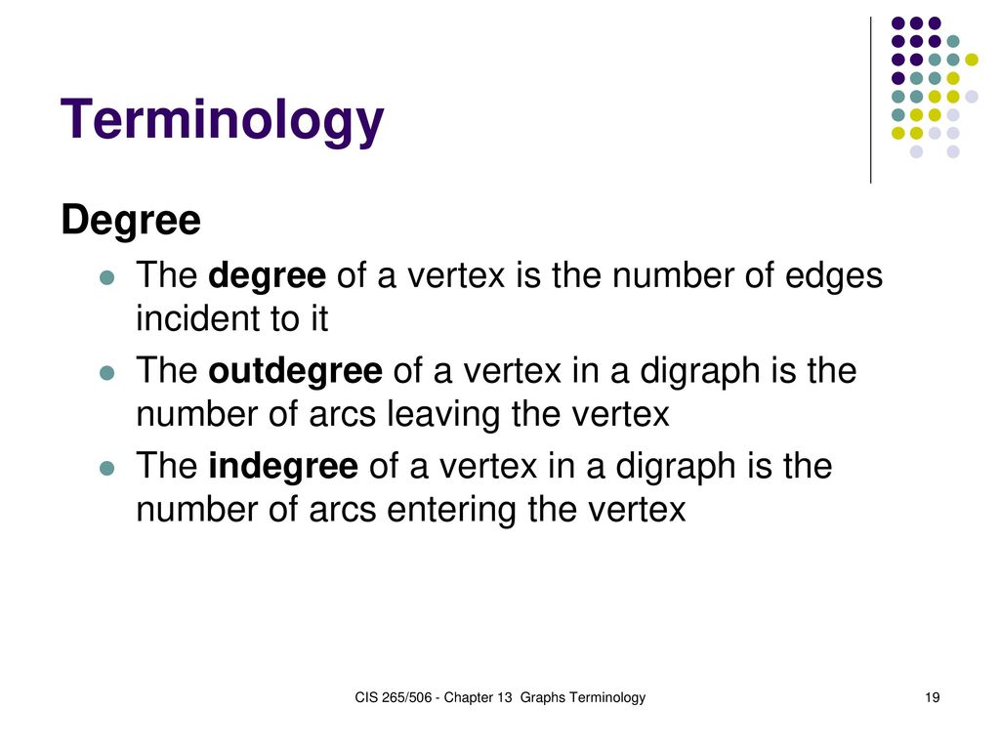 Terminology
Degree
The degree of a vertex is the number of edges
incident to it
The outdegree of a vertex in a digraph is the
number of arcs leaving the vertex
The indegree of a vertex in a digraph is the
number of arcs entering the vertex
CIS 265/506 - Chapter 13  Graphs Terminology
19